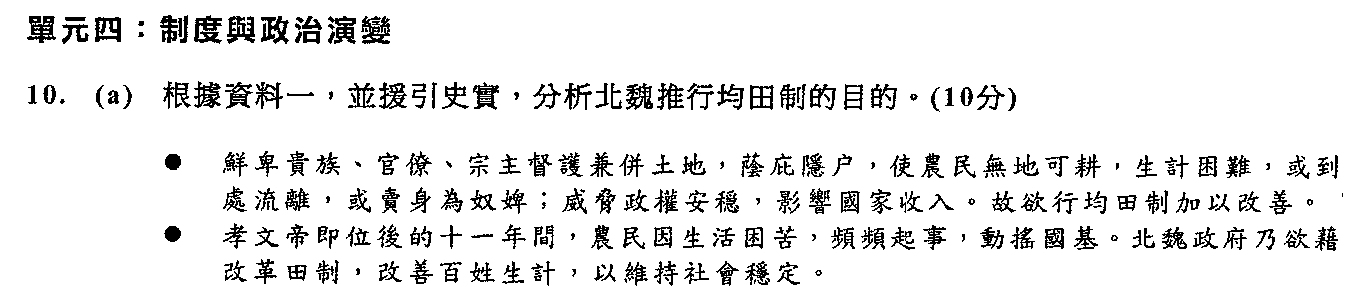 單元四：制度與政治演變
10. (a) 根據資料一，並援引史實，分析北魏推行均田制的目的。(10分)
● 鮮卑貴族、官僚、宗主督護兼併土地，蔭庇隱户，使農民無地可耕，生計困難，或到
處流離，或賣身為奴婢；威脅政權安穩，影響國家收入。故欲行均田制加以改善。
● 孝文帝即位後的十一年間，農民因生活困苦，頻頻起事，動搖國基。北魏政府乃欲藉
改革田制，改善百姓生計，以維持社會穩定。